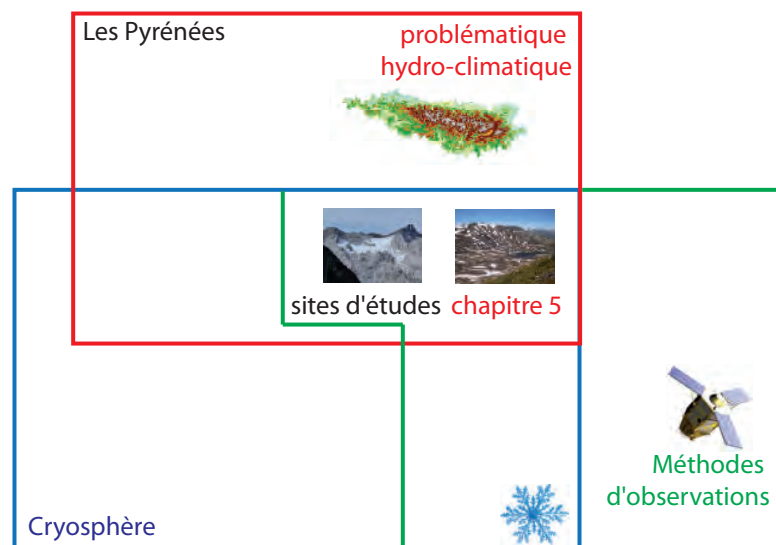 Les Pyrénées
problématique
hydro-climatique
sites d'études
chapitre 5
Méthodes
d'observations
Cryosphère